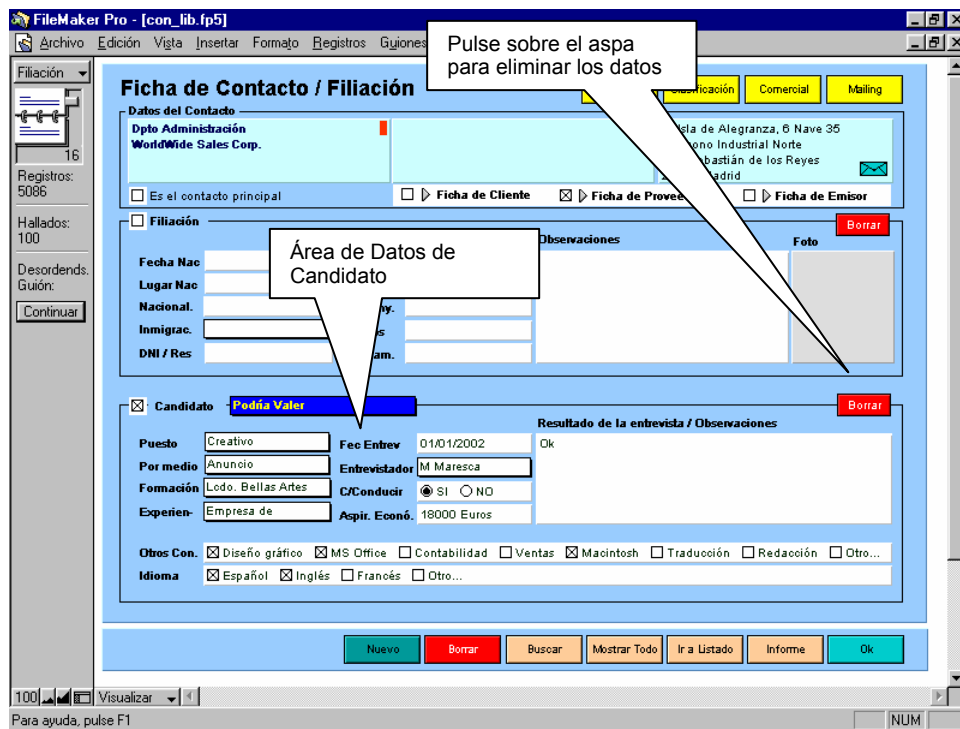 FileMaker Pro - [con_lib.fp5]
Archivo Edición Vista Insertar Formato Registros Guiones
Pulse sobre el aspa
para eliminar los datos
Filiación
16
Registros:
5086
Hallados:
100
Desordends.
Guión:
Continuar
Ficha de Contacto / Filiación
Comercial Mailing
Datos del Contacto
Dpto Administración
WorldWide Sales Corp.
Isla de Alegranza, 6 Nave 35
ono Industrial Norte
bastián de los Reyes
adrid
Es el contacto principal
Ficha de Cliente Ficha de Provee Ficha de Emisor
Filiación
Borrar
Observaciones
Foto
Área de Datos de
Candidato
Fecha Nac
Lugar Nac
Nacional. ny.
Inmigrac. s
DNI / Res am.
Candidato Podría Valer
Borrar
Resultado de la entrevista / Observaciones
Puesto Creativo Fec Entrev 01/01/2002 Ok
Por medio Anuncio Entrevistador M Maresca
Formación Lcdo. Bellas Artes C/Conducir SI NO
Experien- Empresa de Aspir. Econó. 18000 Euros
Otros Con. Diseño gráfico MS Office Contabilidad Ventas Macintosh Traducción Redacción Otro...
Idioma Español Inglés Francés Otro...
Nuevo Borrar Buscar Mostrar Todo Ir a Listado Informe Ok
100 Visualizar
Para ayuda, pulse F1
NUM